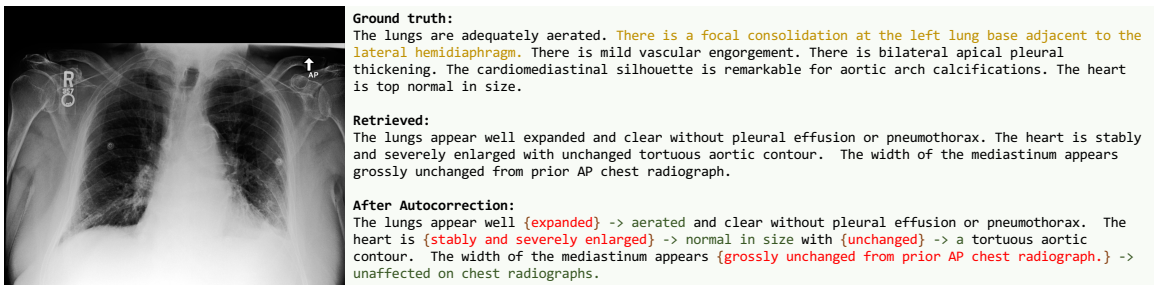 R
357
AP
Ground truth:
The lungs are adequately aerated. There is a focal consolidation at the left lung base adjacent to the
lateral hemidiaphragm. There is mild vascular engorgement. There is bilateral apical pleural
thickening. The cardiomediastinal silhouette is remarkable for aortic arch calcifications. The heart
is top normal in size.
Retrieved:
The lungs appear well expanded and clear without pleural effusion or pneumothorax. The heart is stably
and severely enlarged with unchanged tortuous aortic contour. The width of the mediastinum appears
grossly unchanged from prior AP chest radiograph.
After Autocorrection:
The lungs appear well {expanded} -> aerated and clear without pleural effusion or pneumothorax. The
heart is {stably and severely enlarged} -> normal in size with {unchanged} -> a tortuous aortic
contour. The width of the mediastinum appears {grossly unchanged from prior AP chest radiograph.} ->
unaffected on chest radiographs.